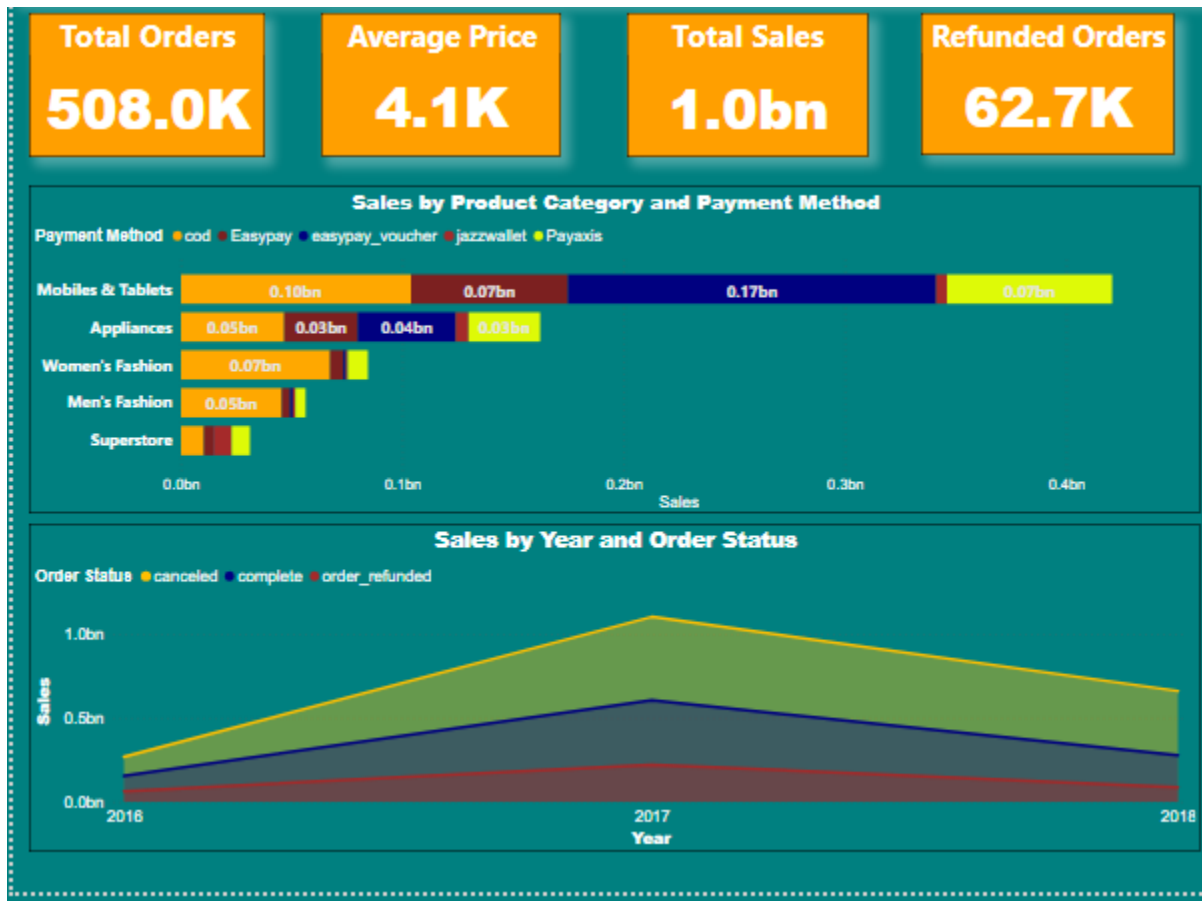 Total Orders
508.0K
Average Price
4.1K
Total Sales
1.0bn
Refunded Orders
62.7K
Sales by Product Category and Payment Method
Payment Method cod Easypay easypay_voucher jazzwallet Payaxis
Mobiles & Tablets 0.10bn 0.07bn 0.17bn 0.07bn
Appliances 0.05bn 0.03bn 0.04bn 0.03bn
Women's Fashion 0.07bn
Men's Fashion 0.05bn
Superstore
0.0bn 0.1bn 0.2bn 0.3bn 0.4bn
Sales
Sales by Year and Order Status
Order Status canceled complete order_refunded
1.0bn
0.5bn
0.0bn
Sales
2016 2017 2018
Year